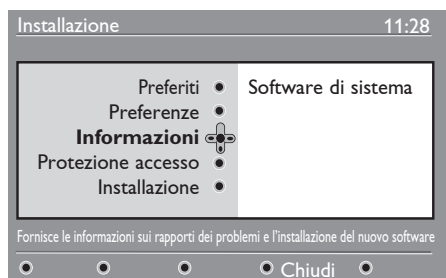 Installazione 11:28
Preferiti Software di sistema
Preferenze
Informazioni
Protezione accesso
Installazione
Fornisce le informazioni sui rapporti dei problemi e l'installazione del nuovo software
Chiudi